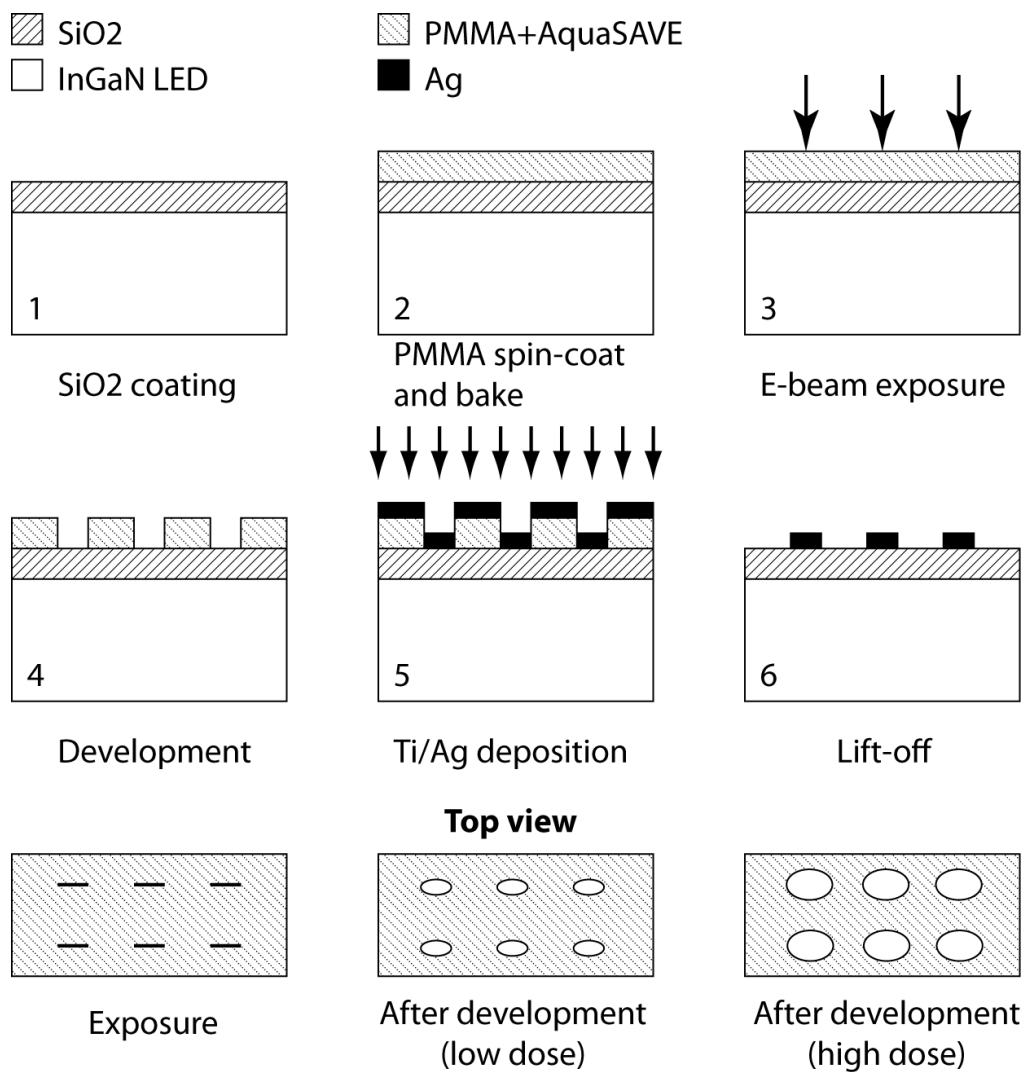 SiO2
PMMA+AquaSAVE
InGaN LED
Ag
1
2
3
SiO2 coating
PMMA spin-coat
and bake
E-beam exposure
4
5
6
Development
Ti/Ag deposition
Lift-off
Top view
Exposure
After development
(low dose)
After development
(high dose)